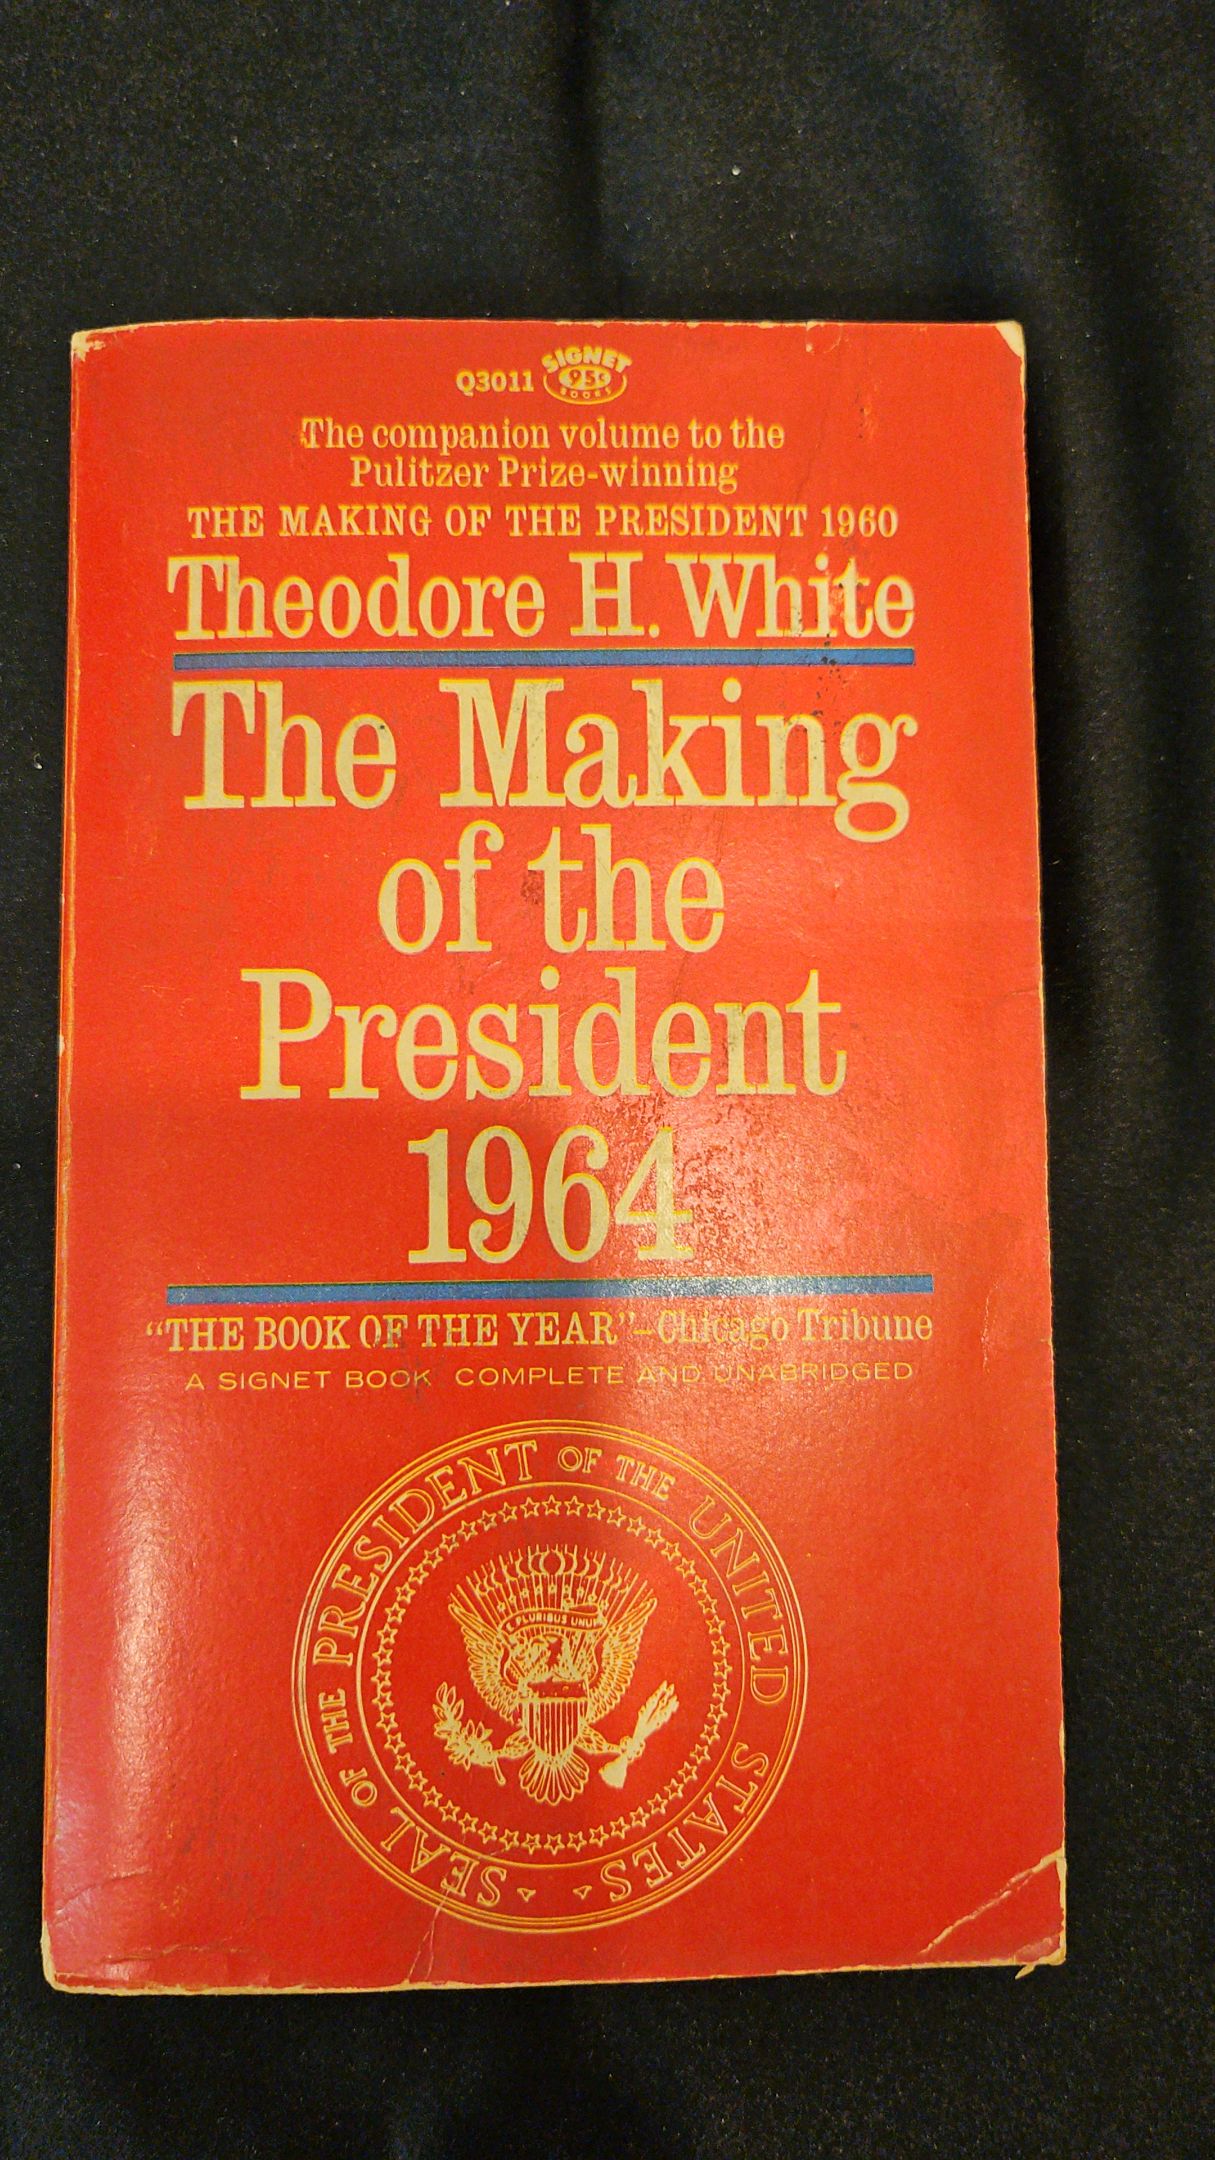 Q3011 SIGNET
95¢
BOOKS
The companion volume to the
Pulitzer Prize-winning
THE MAKING OF THE PRESIDENT 1960
Theodore H. White
The Making
of the
President
1964
“THE BOOK OF THE YEAR”–Chicago Tribune
A SIGNET BOOK COMPLETE AND UNABRIDGED
SEAL OF THE PRESIDENT OF THE UNITED STATES
E PLURIBUS UNUM